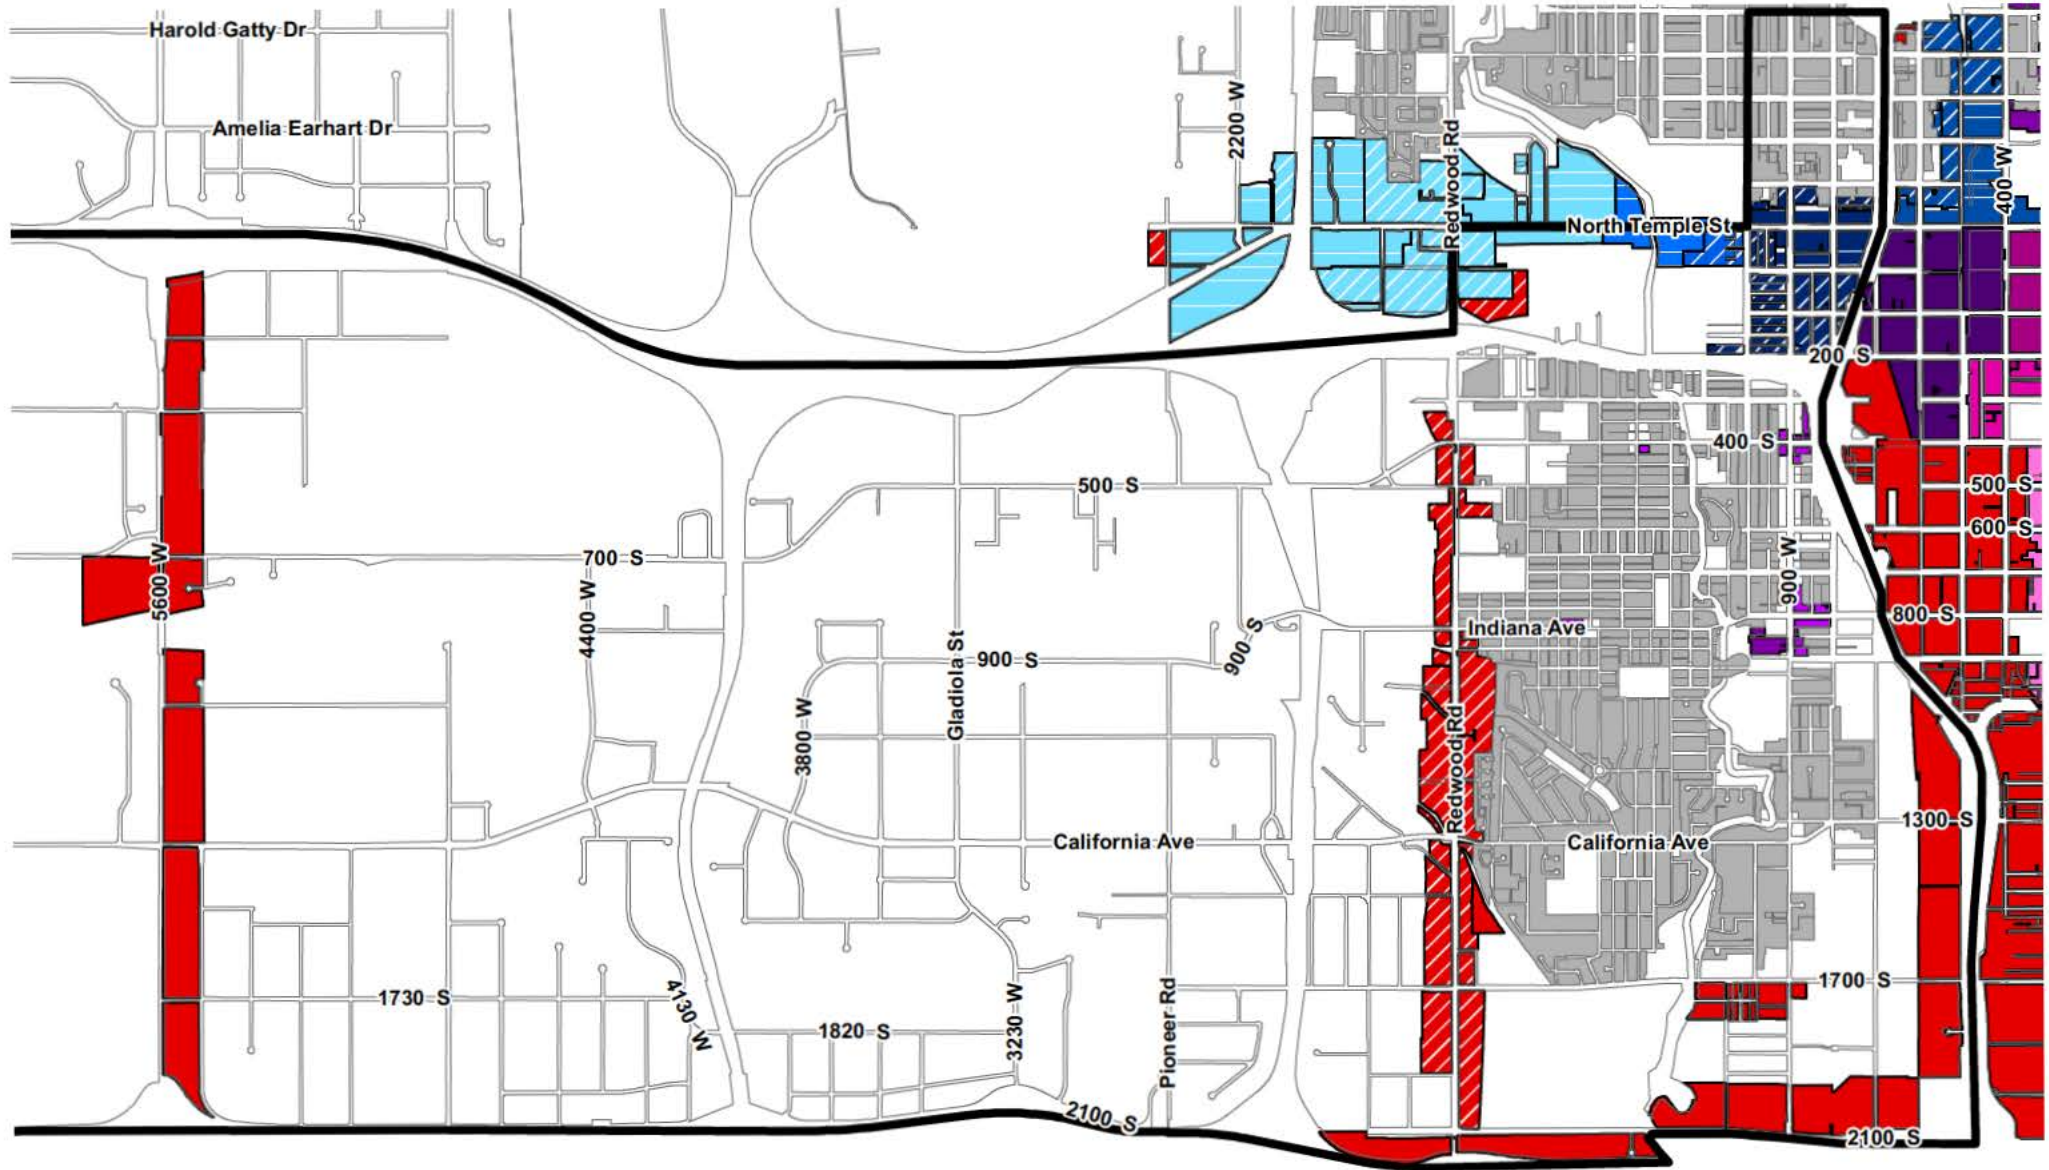 Harold Gatty Dr
Amelia Earhart Dr
2200 W
Redwood Rd
400 W
North Temple St
200 S
400 S
500 S
500 S
600 S
700 S
5600 W
4400 W
900 W
800 S
Indiana Ave
900 S
900 S
Gladiola St
3800 W
Redwood Rd
1300 S
California Ave
California Ave
1700 S
1730 S
4130 W
1820 S
3230 W
Pioneer Rd
2100 S
2100 S